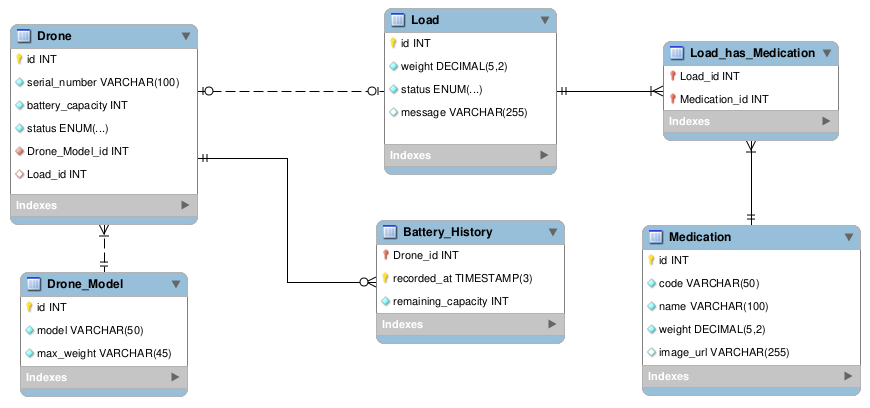 Drone
id INT
serial_number VARCHAR(100)
battery_capacity INT
status ENUM(...)
Drone_Model_id INT
Load_id INT
Indexes
Load
id INT
weight DECIMAL(5,2)
status ENUM(...)
message VARCHAR(255)
Indexes
Load_has_Medication
Load_id INT
Medication_id INT
Indexes
Drone_Model
id INT
model VARCHAR(50)
max_weight VARCHAR(45)
Indexes
Battery_History
Drone_id INT
recorded_at TIMESTAMP(3)
remaining_capacity INT
Indexes
Medication
id INT
code VARCHAR(50)
name VARCHAR(100)
weight DECIMAL(5,2)
image_url VARCHAR(255)
Indexes